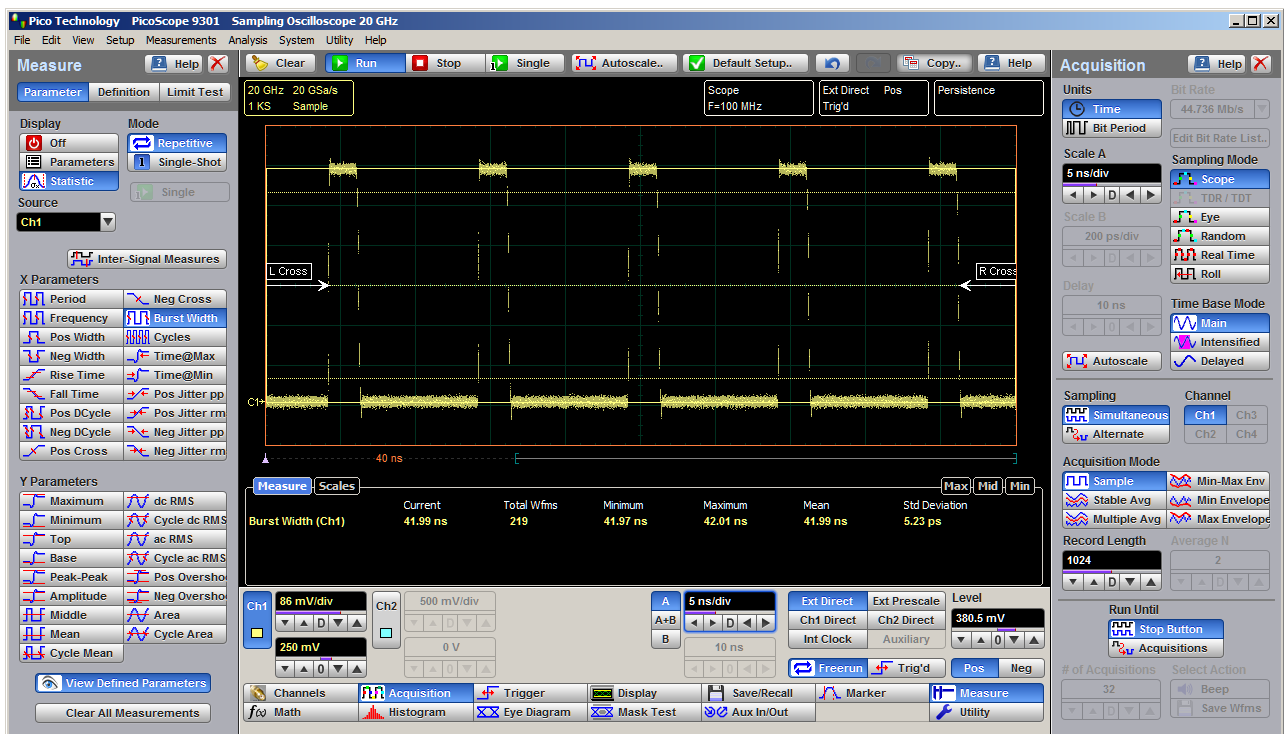 Pico Technology PicoScope 9301 Sampling Oscilloscope 20 GHz
File Edit View Setup Measurements Analysis System Utility Help
Measure
? Help
Parameter Definition Limit Test
Display
Off
Parameters
Statistic
Mode
Repetitive
1 Single-Shot
Single
Source
Ch1
Inter-Signal Measures
X Parameters
Period Neg Cross
Frequency Burst Width
Pos Width Cycles
Neg Width Time@Max
Rise Time Time@Min
Fall Time Pos Jitter pp
Pos DCycle Pos Jitter rm
Neg DCycle Neg Jitter pp
Pos Cross Neg Jitter rm
Y Parameters
Maximum dc RMS
Minimum Cycle dc RMS
Top ac RMS
Base Cycle ac RMS
Peak-Peak Pos Oversho
Amplitude Neg Oversho
Middle Area
Mean Cycle Area
Cycle Mean
View Defined Parameters
Clear All Measurements
Clear Run Stop Single Autoscale.. Default Setup.. Copy.. ? Help
20 GHz 20 GSa/s
1 KS Sample
Scope
F=100 MHz
Ext Direct Pos
Trig'd
Persistence
L Cross
R Cross
C1
40 ns
Measure Scales Max Mid Min
Current Total Wfms Minimum Maximum Mean Std Deviation
Burst Width (Ch1) 41.99 ns 219 41.97 ns 42.01 ns 41.99 ns 5.23 ps
Ch1
86 mV/div
D
250 mV
0
Ch2
500 mV/div
D
0 V
0
A
A+B
B
5 ns/div
D
10 ns
0
Ext Direct Ext Prescale
Ch1 Direct Ch2 Direct
Int Clock Auxiliary
Freerun Trig'd
Level
380.5 mV
0
Pos Neg
Channels Acquisition Trigger Display Save/Recall Marker Measure
f(x) Math Histogram Eye Diagram Mask Test Aux In/Out Utility
Acquisition
? Help
Units
Time
Bit Period
Bit Rate
44.736 Mb/s
Edit Bit Rate List..
Scale A
5 ns/div
D
Scale B
200 ps/div
D
Delay
10 ns
0
Autoscale
Sampling Mode
Scope
TDR / TDT
Eye
Random
Real Time
Roll
Time Base Mode
Main
Intensified
Delayed
Sampling
Simultaneous
Alternate
Channel
Ch1 Ch3
Ch2 Ch4
Acquisition Mode
Sample Min-Max Env
Stable Avg Min Envelope
Multiple Avg Max Envelope
Record Length
1024
D
Average N
2
D
Run Until
Stop Button
Acquisitions
# of Acquisitions
32
D
Select Action
Beep
Save Wfms